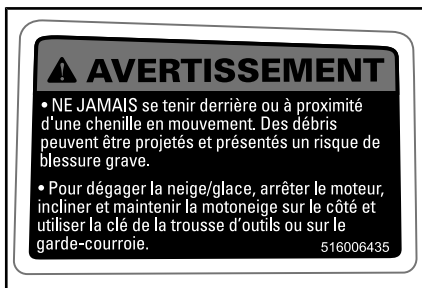 AVERTISSEMENT
• NE JAMAIS se tenir derrière ou à proximité
d'une chenille en mouvement. Des débris
peuvent être projetés et présentés un risque de
blessure grave.
• Pour dégager la neige/glace, arrêter le moteur,
incliner et maintenir la motoneige sur le côté et
utiliser la clé de la trousse d'outils ou sur le
garde-courroie.
516006435